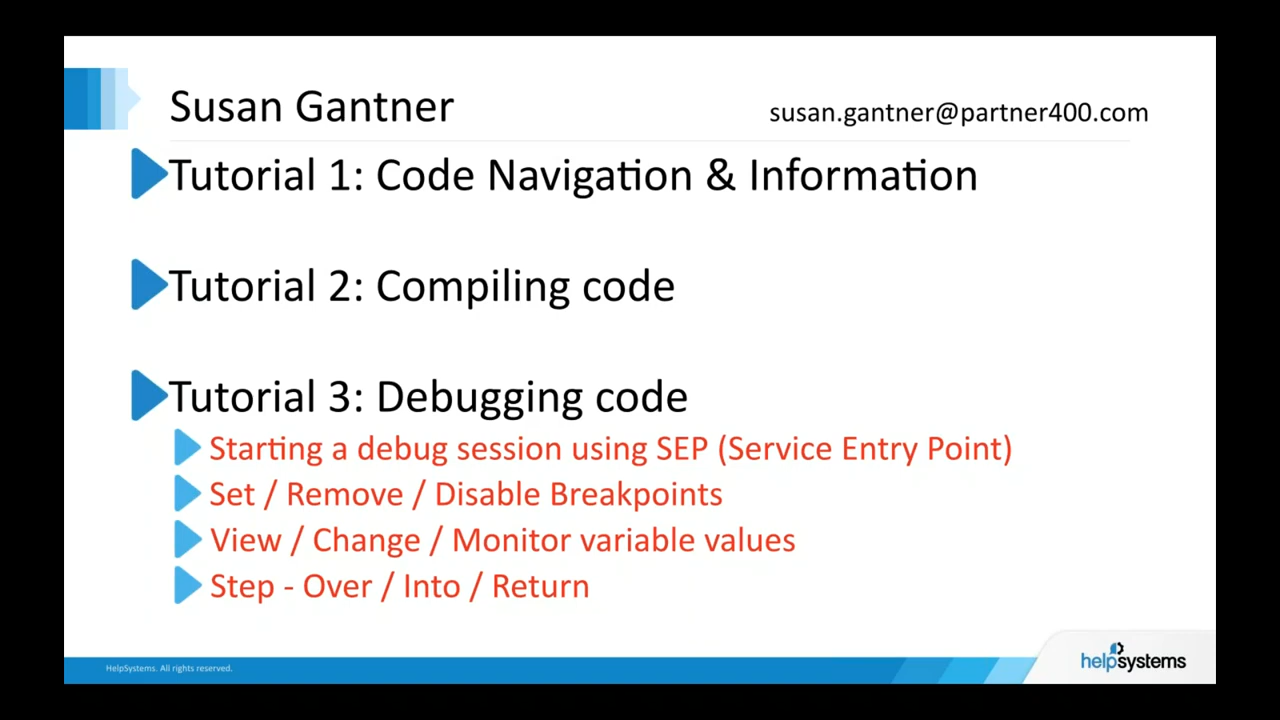 Susan Gantner
susan.gantner@partner400.com
Tutorial 1: Code Navigation & Information
Tutorial 2: Compiling code
Tutorial 3: Debugging code
Starting a debug session using SEP (Service Entry Point)
Set / Remove / Disable Breakpoints
View / Change / Monitor variable values
Step - Over / Into / Return
HelpSystems. All rights reserved.
helpsystems